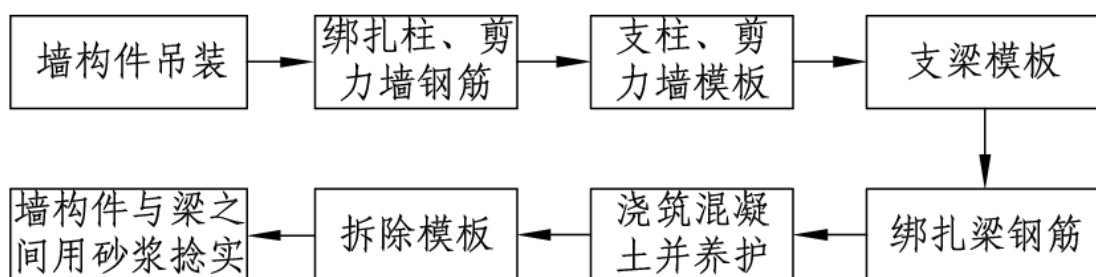 墙构件吊装
绑扎柱、剪
力墙钢筋
支柱、剪
力墙模板
支梁模板
绑扎梁钢筋
浇筑混凝
土并养护
拆除模板
墙构件与梁之
间用砂浆捻实